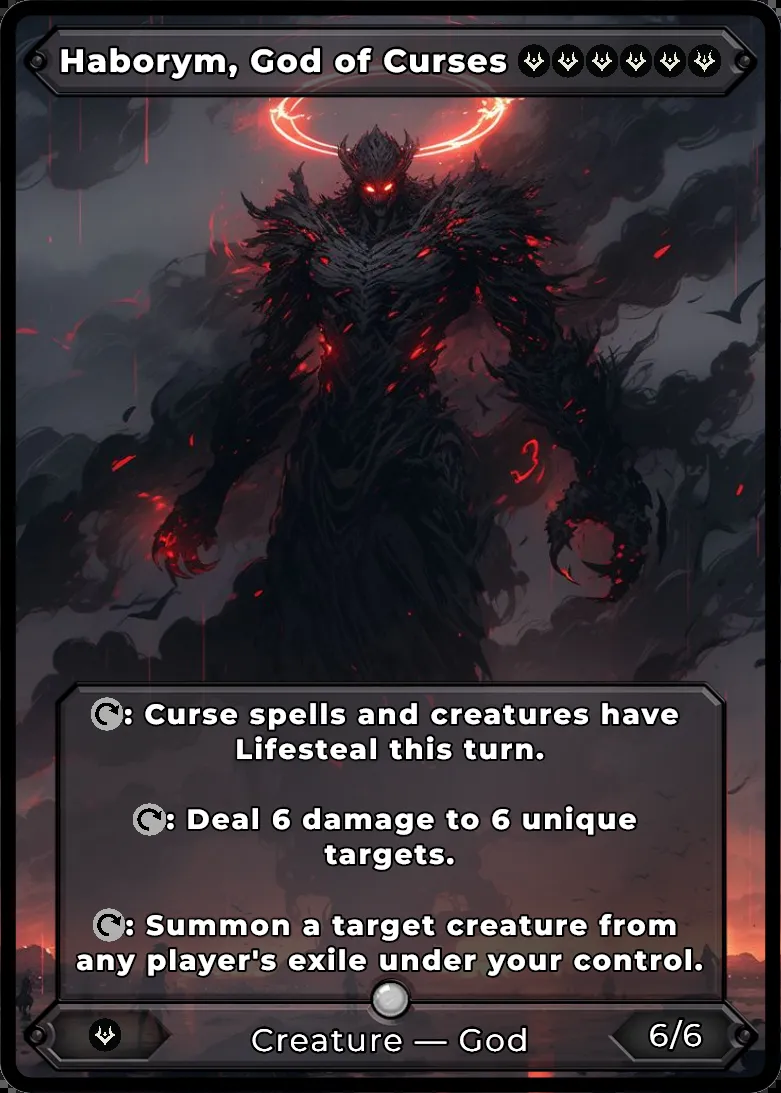 Haborym, God of Curses
: Curse spells and creatures have
Lifesteal this turn.
: Deal 6 damage to 6 unique
targets.
: Summon a target creature from
any player's exile under your control.
Creature — God
6/6